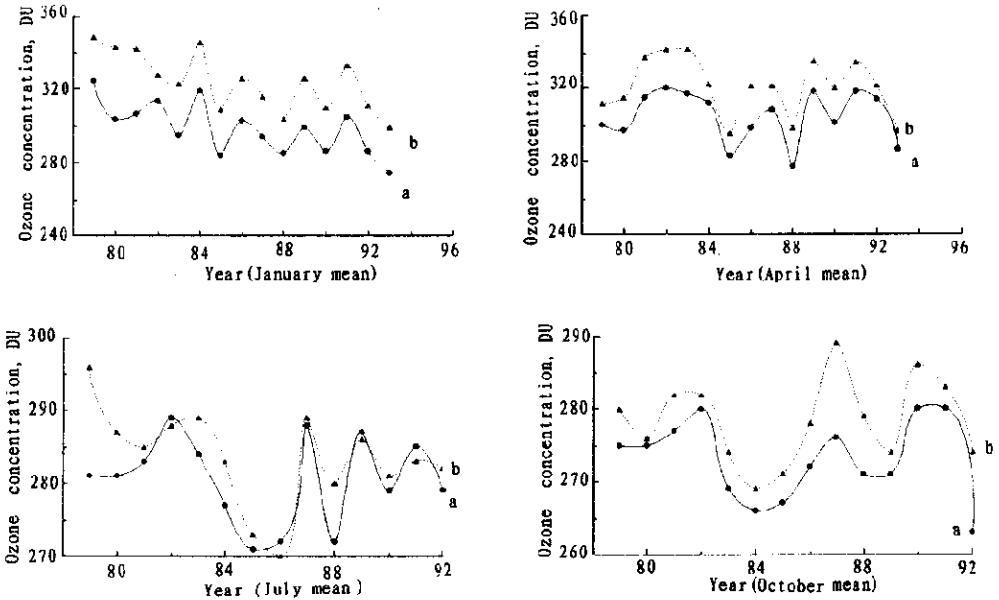 Ozone concentration, DU
360
320
280
240
80
84
88
92
96
Year(January mean)
b
a
Ozone concentration, DU
360
320
280
240
80
84
88
92
96
Year(April mean)
b
a
Ozone concentration, DU
300
290
280
270
80
84
88
92
Year (July mean)
b
a
Ozone concentration, DU
290
280
270
260
80
84
88
92
Year(October mean)
b
a